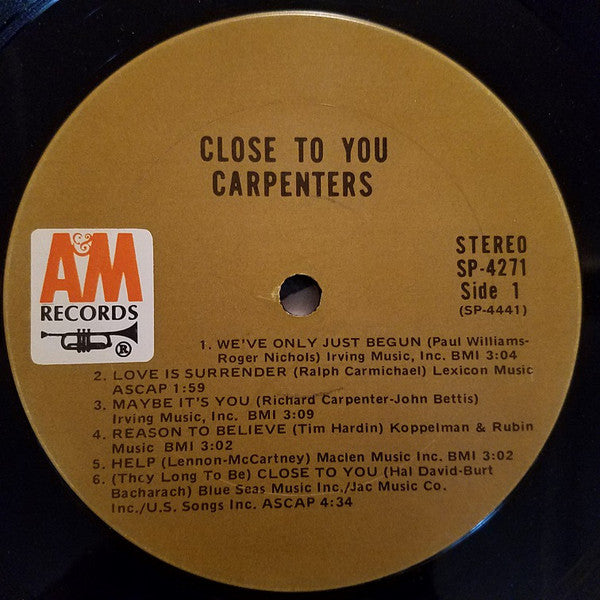 CLOSE TO YOU
CARPENTERS
A&M
RECORDS
®
STEREO
SP-4271
Side 1
(SP-4441)
1. WE'VE ONLY JUST BEGUN (Paul Williams-
Roger Nichols) Irving Music, Inc. BMI 3:04
2. LOVE IS SURRENDER (Ralph Carmichael) Lexicon Music
ASCAP 1:59
3. MAYBE IT'S YOU (Richard Carpenter-John Bettis)
Irving Music, Inc. BMI 3:09
4. REASON TO BELIEVE (Tim Hardin) Koppelman & Rubin
Music BMI 3:02
5. HELP (Lennon-McCartney) Maclen Music Inc. BMI 3:02
6. (They Long To Be) CLOSE TO YOU (Hal David-Burt
Bacharach) Blue Seas Music Inc./Jac Music Co.
Inc./U.S. Songs Inc. ASCAP 4:34